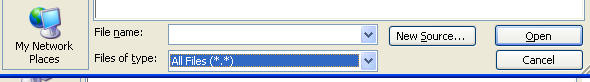 File name:
New Source...
Open
My Network
Places
Files of type:
All Files (*.*)
Cancel